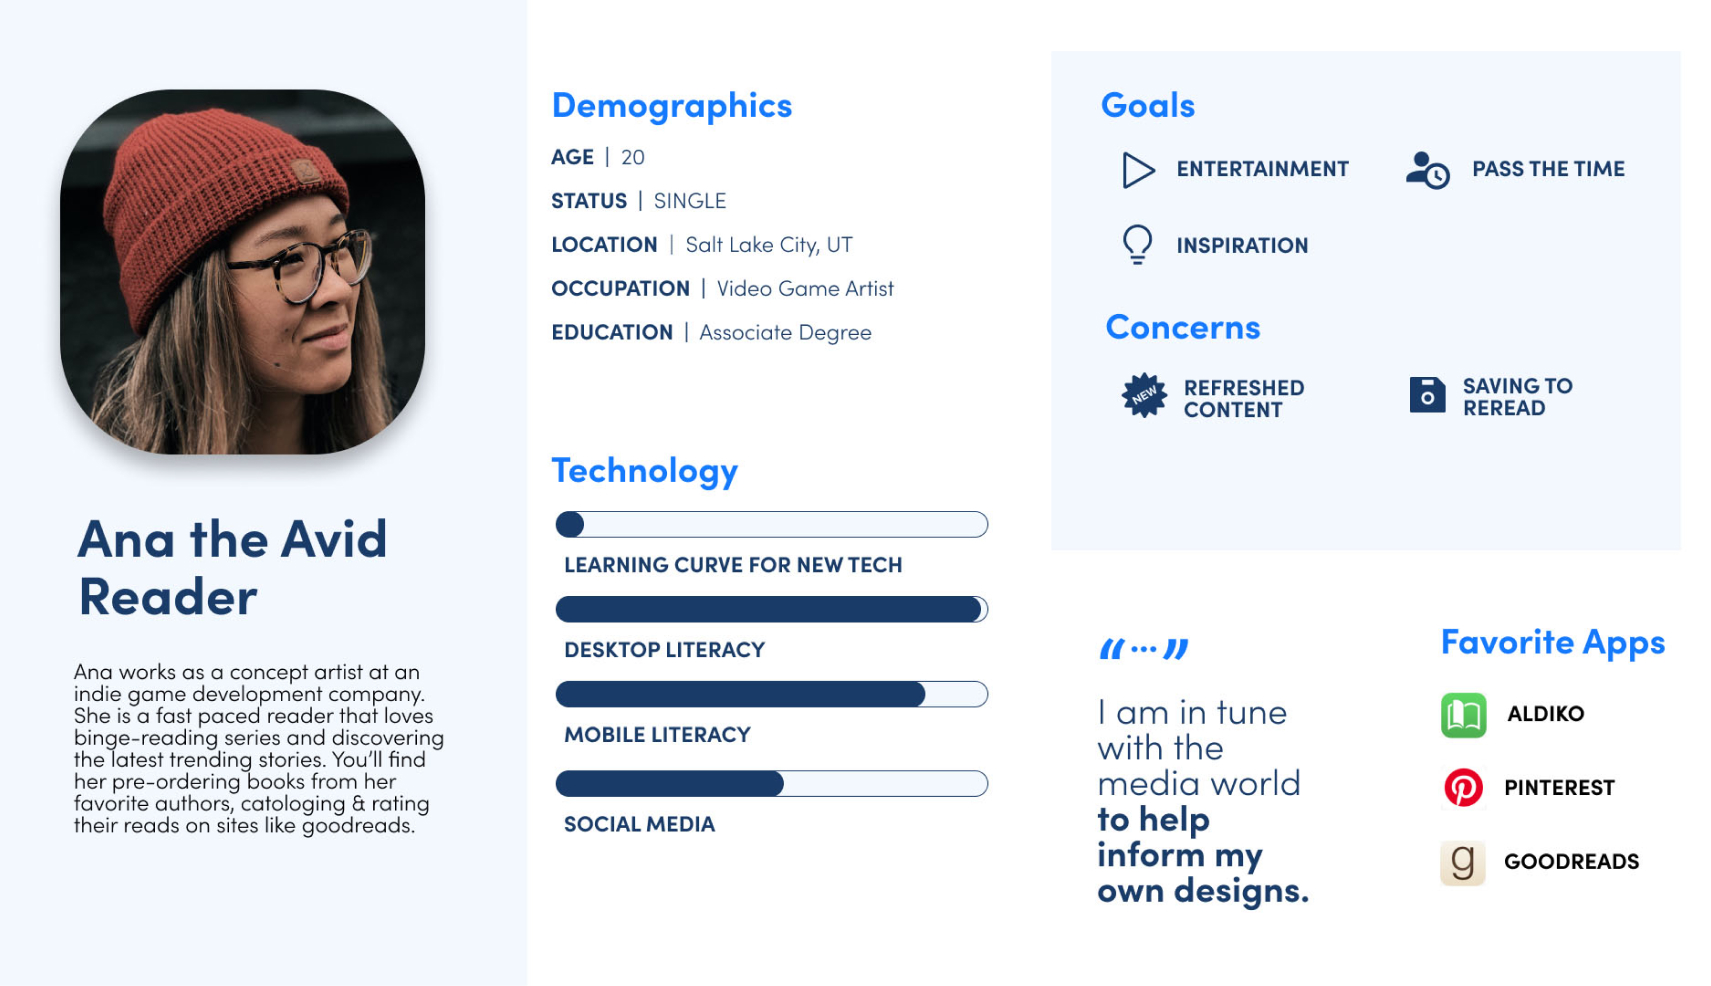 Ana the Avid
Reader
Ana works as a concept artist at an
indie game development company.
She is a fast paced reader that loves
binge-reading series and discovering
the latest trending stories. You’ll find
her pre-ordering books from her
favorite authors, catologing & rating
their reads on sites like goodreads.
Demographics
AGE | 20
STATUS | SINGLE
LOCATION | Salt Lake City, UT
OCCUPATION | Video Game Artist
EDUCATION | Associate Degree
Technology
LEARNING CURVE FOR NEW TECH
DESKTOP LITERACY
MOBILE LITERACY
SOCIAL MEDIA
Goals
ENTERTAINMENT
PASS THE TIME
INSPIRATION
Concerns
NEW
REFRESHED
CONTENT
SAVING TO
REREAD
“···”
I am in tune
with the
media world
to help
inform my
own designs.
Favorite Apps
ALDIKO
PINTEREST
g
GOODREADS